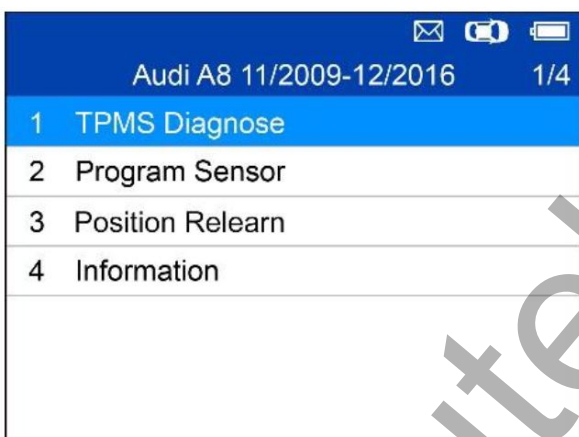 Audi A8 11/2009-12/2016 1/4
1 TPMS Diagnose
2 Program Sensor
3 Position Relearn
4 Information